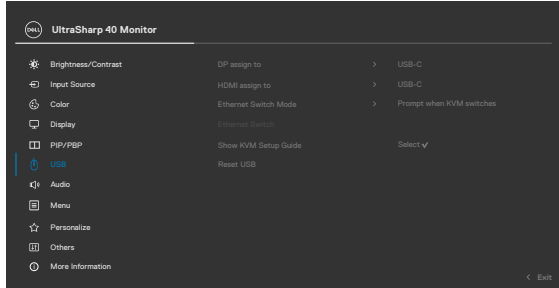 DELL UltraSharp 40 Monitor
Brightness/Contrast DP assign to > USB-C
Input Source HDMI assign to > USB-C
Color Ethernet Switch Mode > Prompt when KVM switches
Display Ethernet Switch
PIP/PBP Show KVM Setup Guide Select ✓
USB Reset USB
Audio
Menu
Personalize
Others
More Information
< Exit